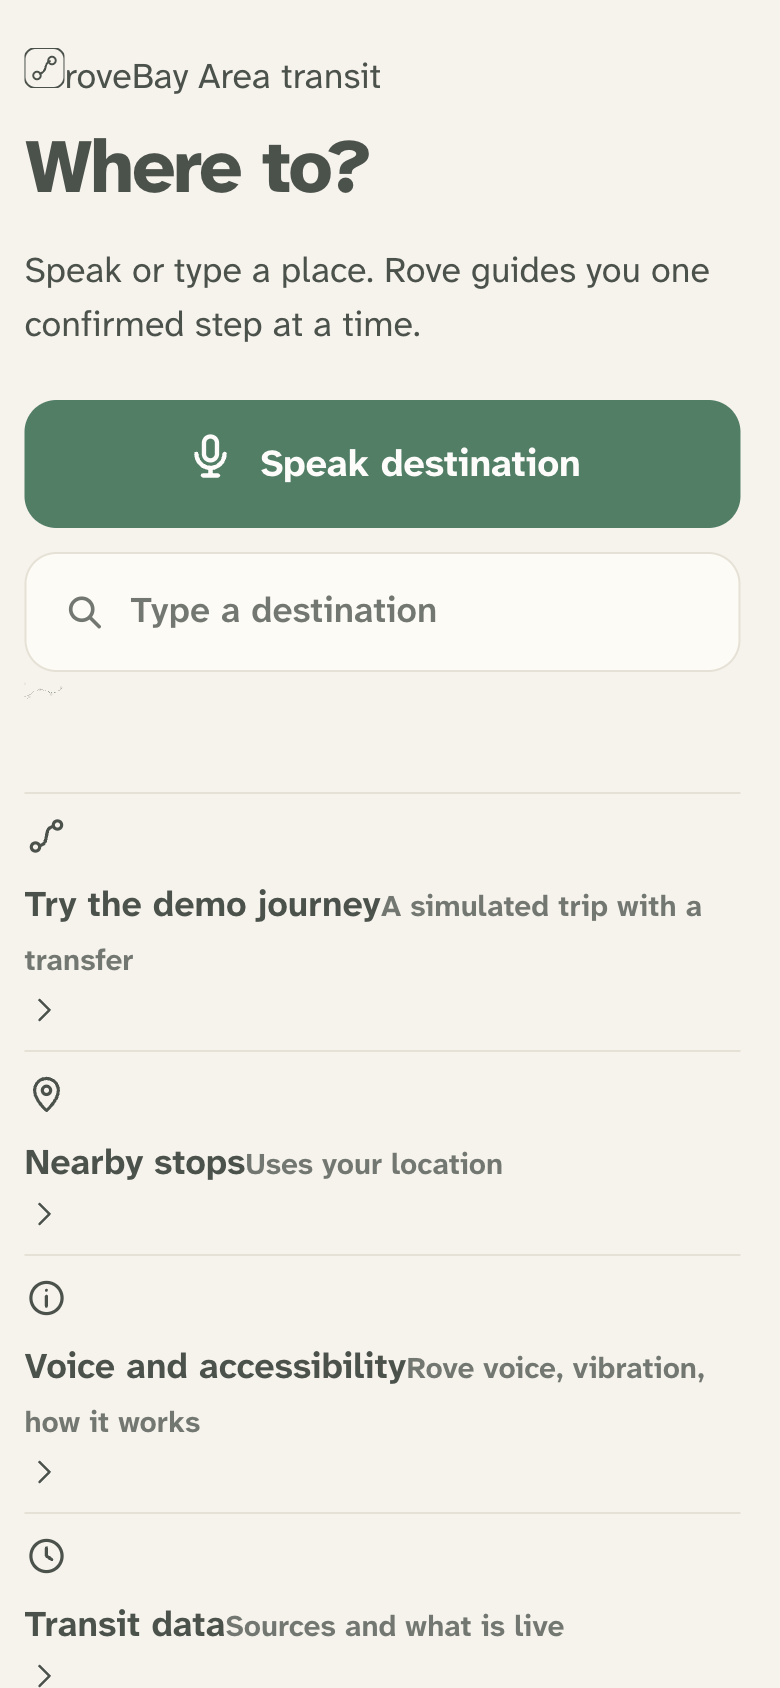 roveBay Area transit
Where to?
Speak or type a place. Rove guides you one
confirmed step at a time.
Speak destination
Type a destination
Try the demo journeyA simulated trip with a
transfer
Nearby stopsUses your location
Voice and accessibilityRove voice, vibration,
how it works
Transit dataSources and what is live